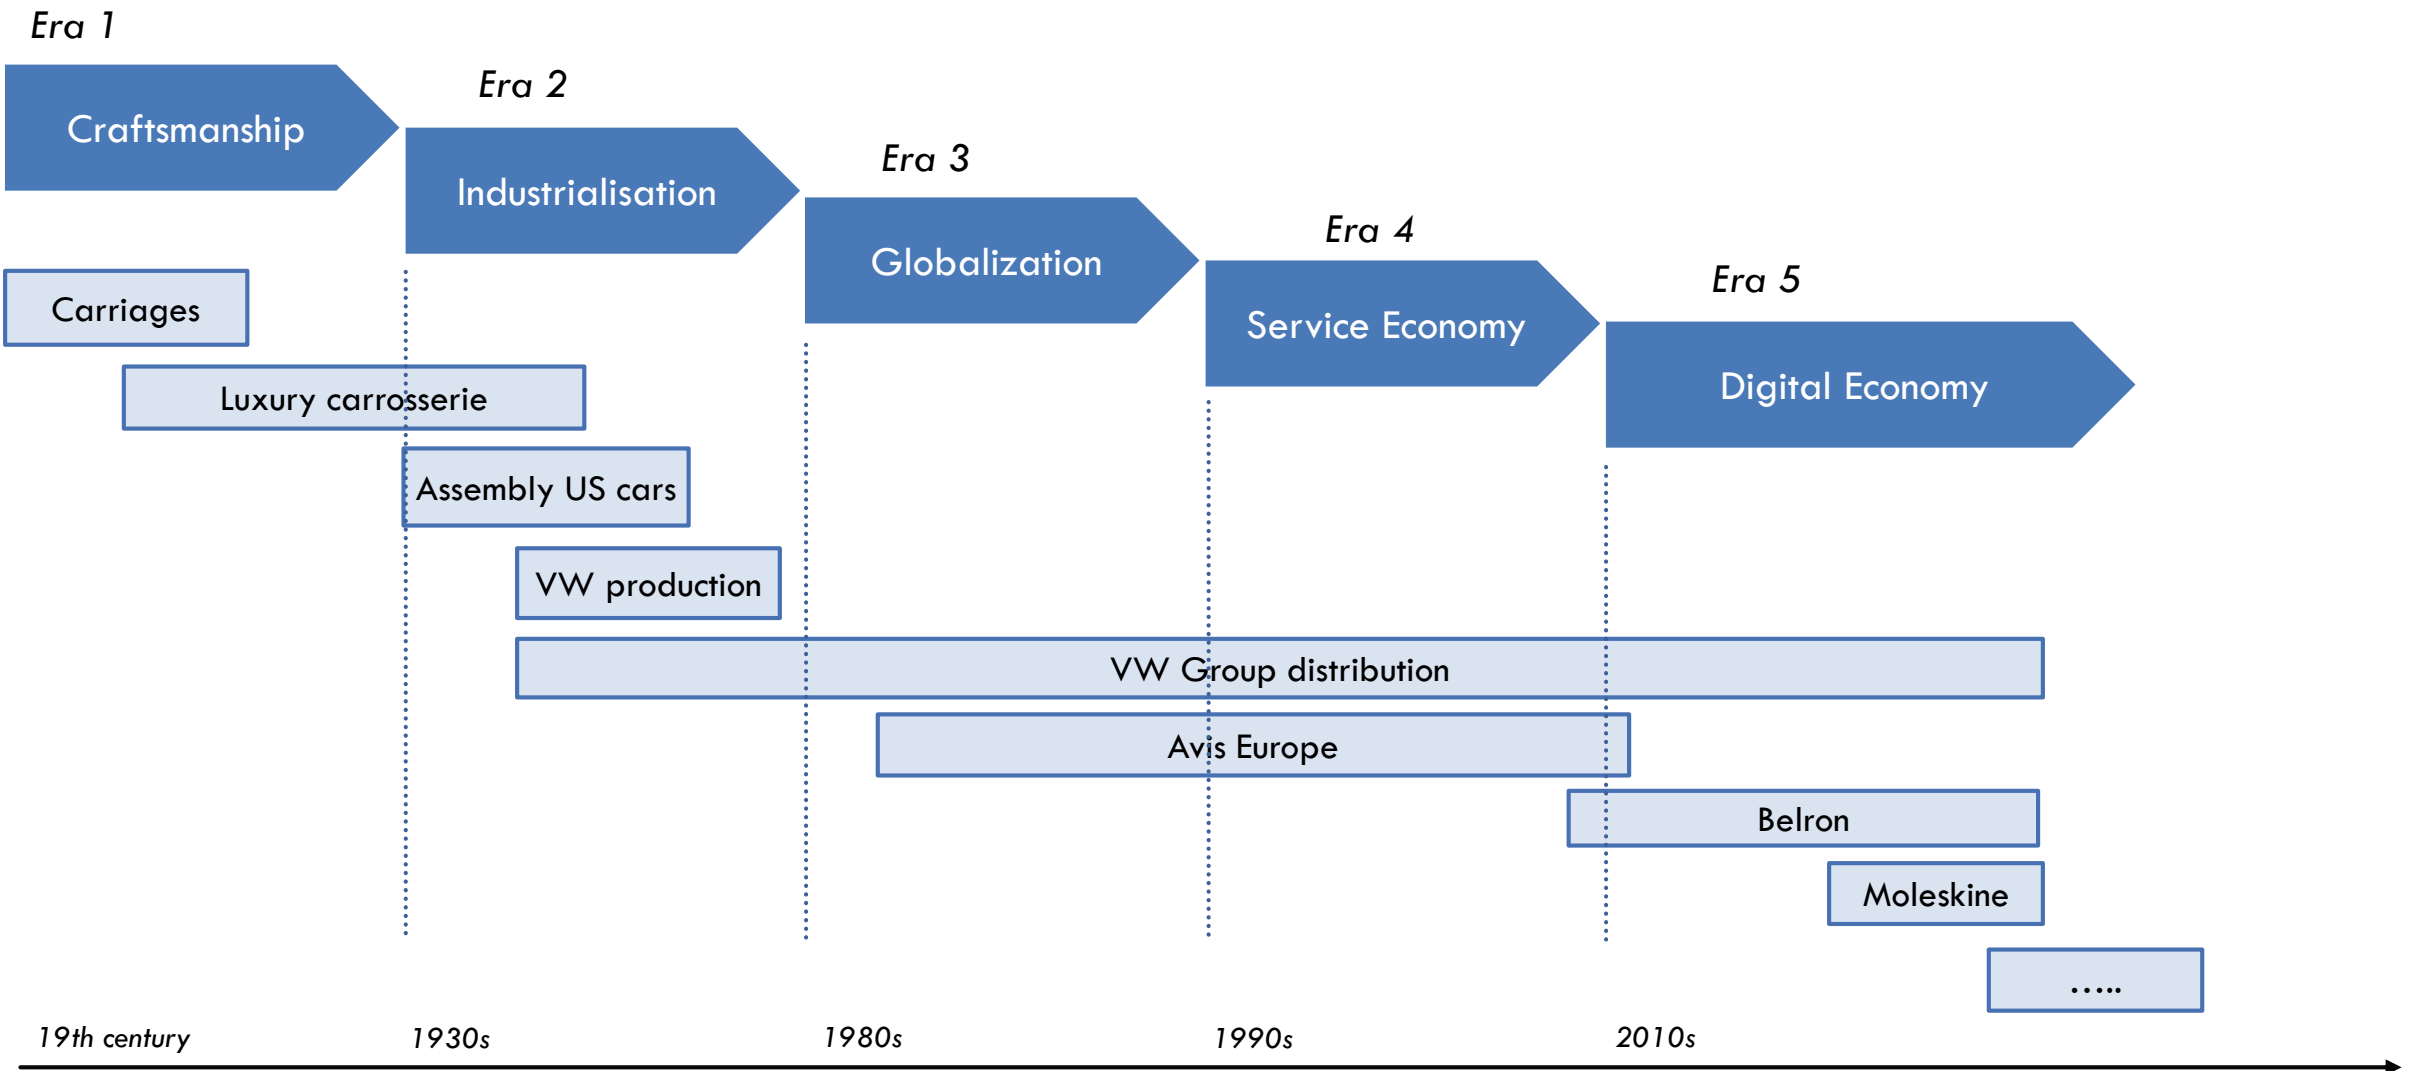 Era 1
Craftsmanship
Era 2
Industrialisation
Era 3
Globalization
Era 4
Service Economy
Era 5
Digital Economy
Carriages
Luxury carrosserie
Assembly US cars
VW production
VW Group distribution
Avis Europe
Belron
Moleskine
.....
19th century
1930s
1980s
1990s
2010s